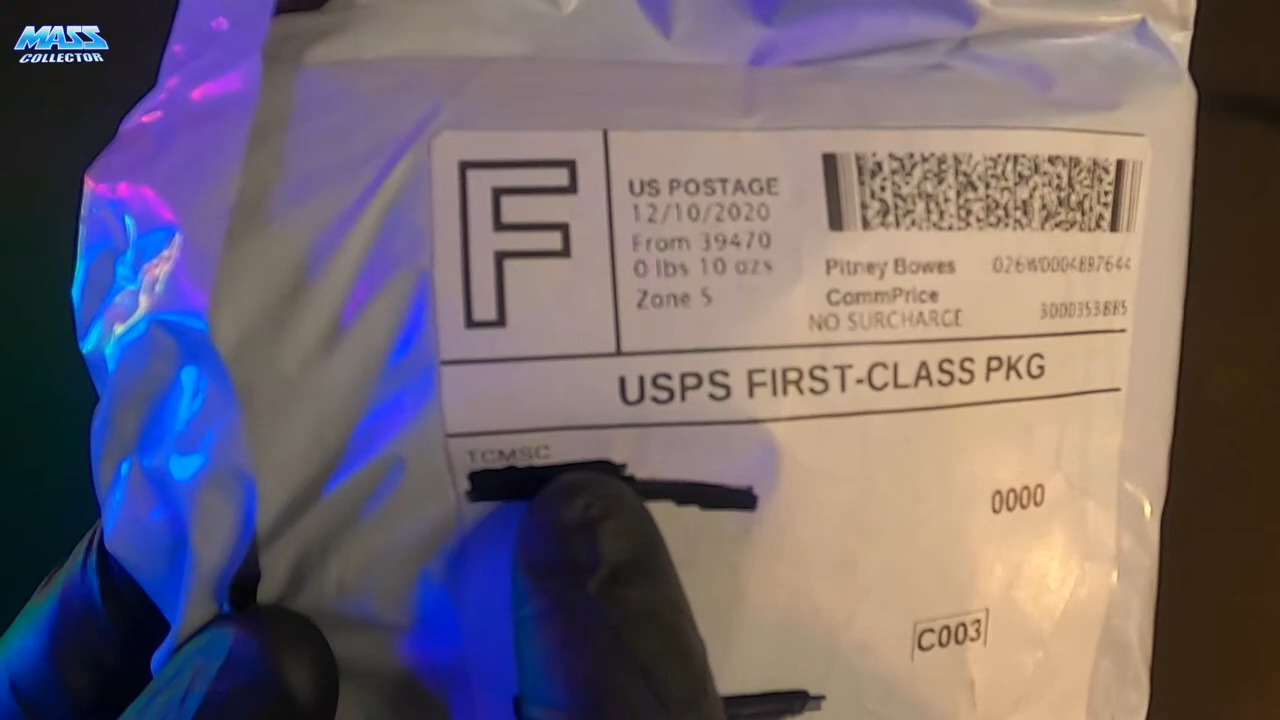 MASS
COLLECTOR
F
US POSTAGE
12/10/2020
From 39470
0 lbs 10 ozs
Zone 5
Pitney Bowes
CommPrice
NO SURCHARGE
026W0004897644
3000353885
USPS FIRST-CLASS PKG
TCMSC
0000
C003